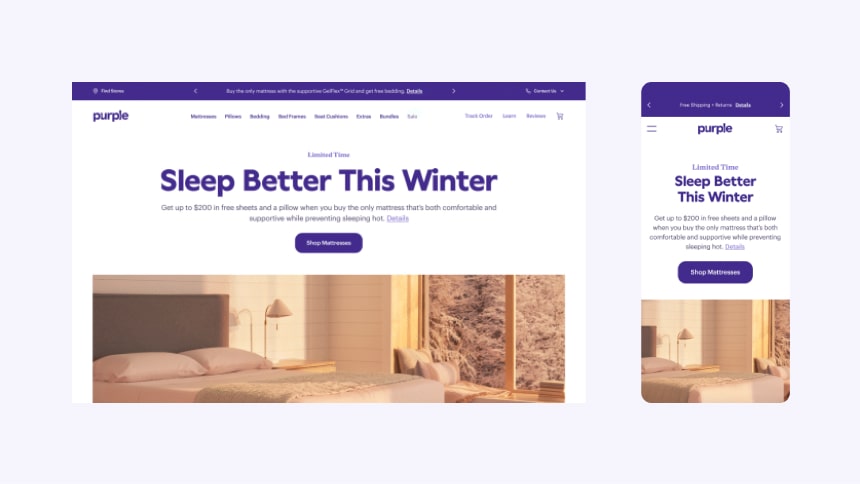 Find Stores
Buy the only mattress with the supportive GelFlex™ Grid and get free bedding. Details
Contact Us
purple
Mattresses Pillows Bedding Bed Frames Seat Cushions Extras Bundles Sale
Track Order Learn Reviews
Limited Time
Sleep Better This Winter
Get up to $200 in free sheets and a pillow when you buy the only mattress that's both comfortable and
supportive while preventing sleeping hot. Details
Shop Mattresses
Free Shipping + Returns Details
purple
Limited Time
Sleep Better
This Winter
Get up to $200 in free sheets and a pillow
when you buy the only mattress that's both
comfortable and supportive while preventing
sleeping hot. Details
Shop Mattresses